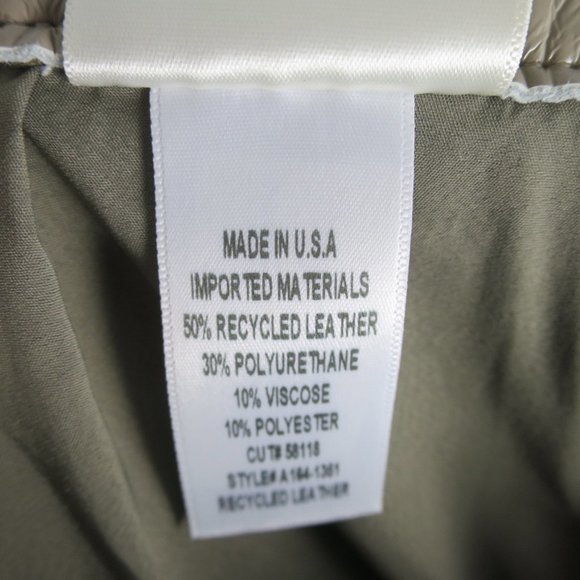 MADE IN U.S.A
IMPORTED MATERIALS
50% RECYCLED LEATHER
30% POLYURETHANE
10% VISCOSE
10% POLYESTER
CUT# 58118
STYLE# A164-1361
RECYCLED LEATHER